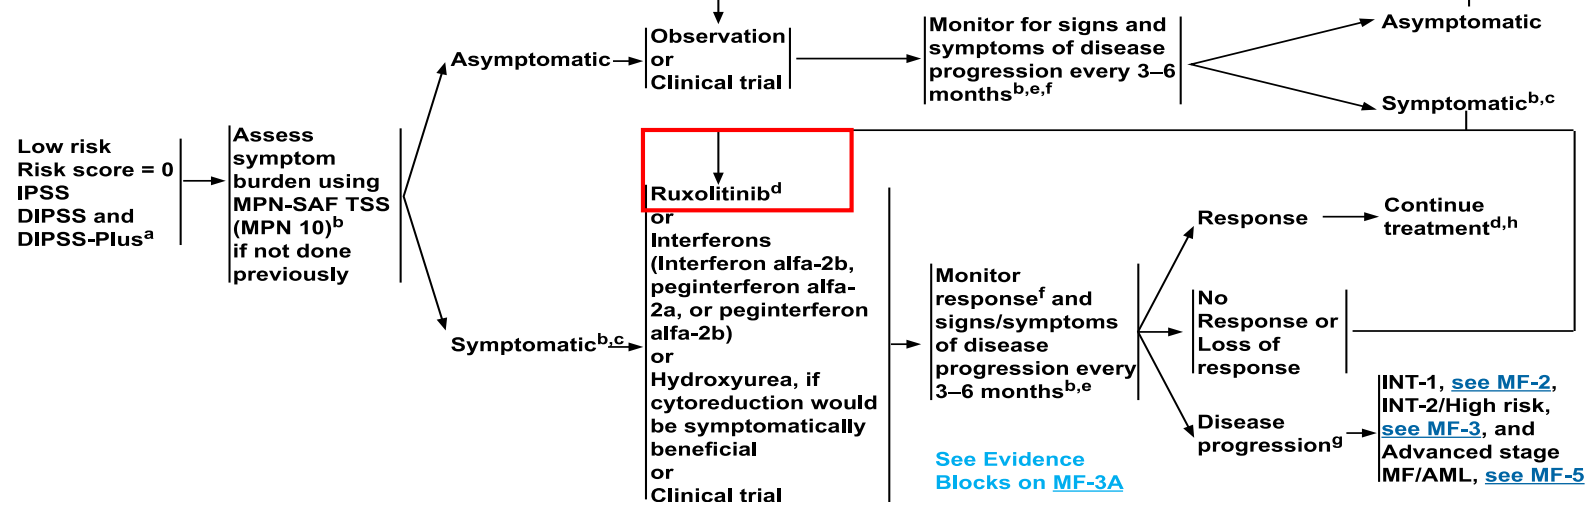 Low risk
Risk score = 0
IPSS
DIPSS and
DIPSS-Plusa
Assess
symptom
burden using
MPN-SAF TSS
(MPN 10)b
if not done
previously
Asymptomatic
Observation
or
Clinical trial
Monitor for signs and
symptoms of disease
progression every 3–6
monthsb,e,f
Asymptomatic
Symptomaticb,c
Symptomaticb,c
Ruxolitinibd
or
Interferons
(Interferon alfa-2b,
peginterferon alfa-
2a, or peginterferon
alfa-2b)
or
Hydroxyurea, if
cytoreduction would
be symptomatically
beneficial
or
Clinical trial
Monitor
responsef and
signs/symptoms
of disease
progression every
3–6 monthsb,e
See Evidence
Blocks on MF-3A
Response
Continue
treatmentd,h
No
Response or
Loss of
response
Disease
progressiong
INT-1, see MF-2,
INT-2/High risk,
see MF-3, and
Advanced stage
MF/AML, see MF-5